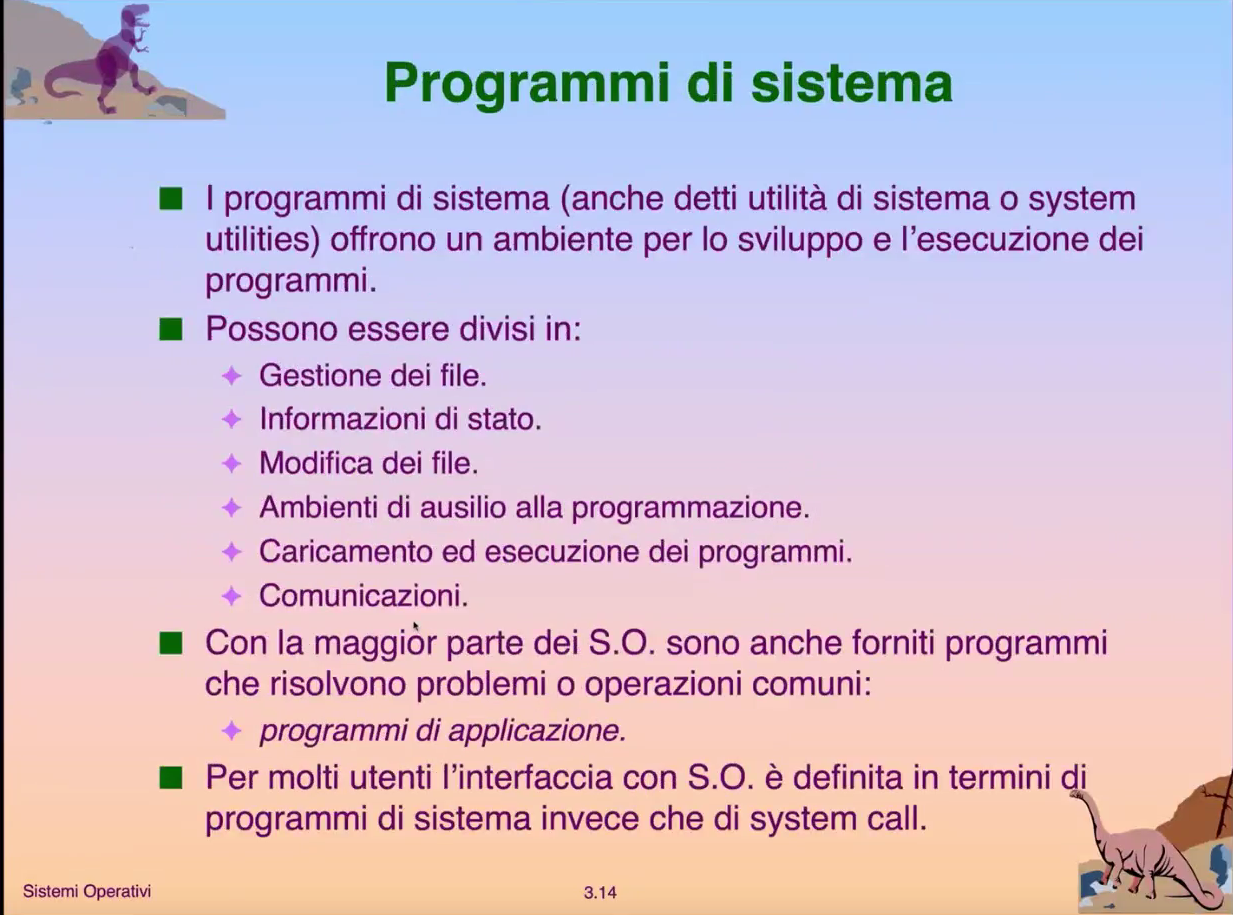 Programmi di sistema
I programmi di sistema (anche detti utilità di sistema o system
utilities) offrono un ambiente per lo sviluppo e l'esecuzione dei
programmi.
Possono essere divisi in:
Gestione dei file.
Informazioni di stato.
Modifica dei file.
Ambienti di ausilio alla programmazione.
Caricamento ed esecuzione dei programmi.
Comunicazioni.
Con la maggior parte dei S.O. sono anche forniti programmi
che risolvono problemi o operazioni comuni:
programmi di applicazione.
Per molti utenti l'interfaccia con S.O. è definita in termini di
programmi di sistema invece che di system call.
Sistemi Operativi
3.14